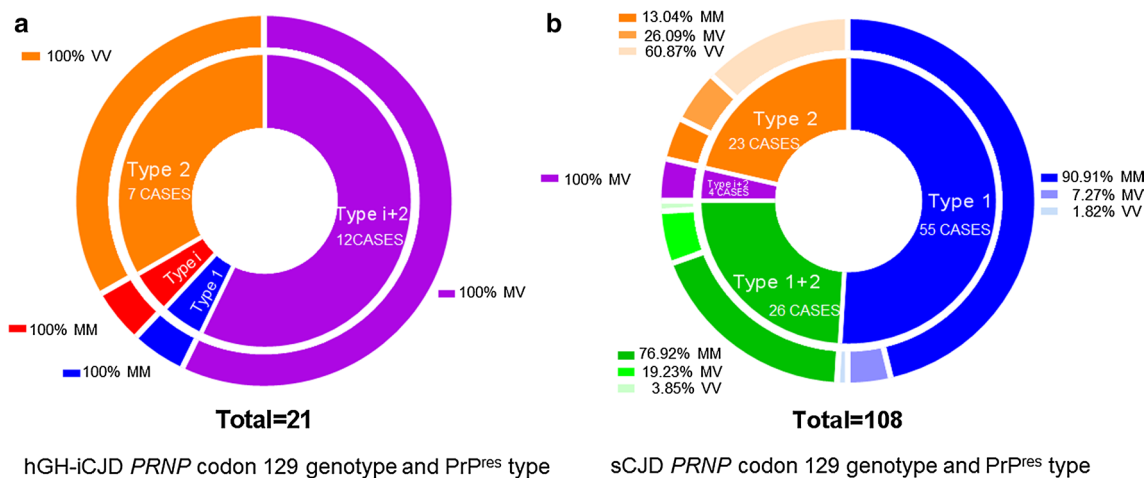 a
100% VV
Type 2
7 CASES
Type i+2
12CASES
Type i
Type 1
100% MV
100% MM
100% MM
Total=21
hGH-iCJD PRNP codon 129 genotype and PrPres type
b
13.04% MM
26.09% MV
60.87% VV
Type 2
23 CASES
100% MV
Type i+2
4 CASES
Type 1
55 CASES
90.91% MM
7.27% MV
1.82% VV
Type 1+2
26 CASES
76.92% MM
19.23% MV
3.85% VV
Total=108
sCJD PRNP codon 129 genotype and PrPres type